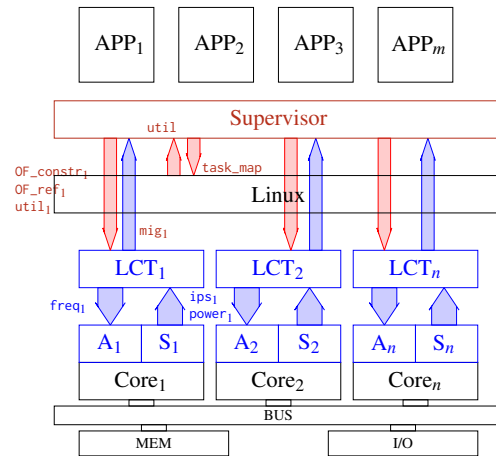 APP₁ APP₂ APP₃ APPₘ
Supervisor
util
OF_constr₁ task_map
OF_ref₁ Linux
util₁
mig₁
LCT₁ LCT₂ LCTₙ
freq₁ ips₁
power₁
A₁ S₁ A₂ S₂ Aₙ Sₙ
Core₁ Core₂ Coreₙ
BUS
MEM I/O